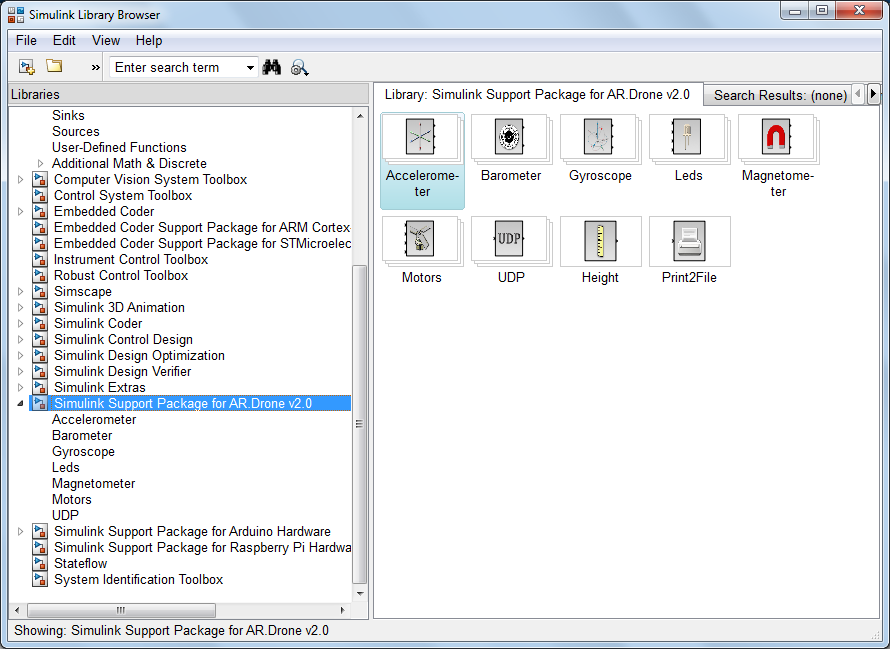 Simulink Library Browser
File Edit View Help
» Enter search term
Libraries
Sinks
Sources
User-Defined Functions
Additional Math & Discrete
Computer Vision System Toolbox
Control System Toolbox
Embedded Coder
Embedded Coder Support Package for ARM Cortex-
Embedded Coder Support Package for STMicroelec
Instrument Control Toolbox
Robust Control Toolbox
Simscape
Simulink 3D Animation
Simulink Coder
Simulink Control Design
Simulink Design Optimization
Simulink Design Verifier
Simulink Extras
Simulink Support Package for AR.Drone v2.0
Accelerometer
Barometer
Gyroscope
Leds
Magnetometer
Motors
UDP
Simulink Support Package for Arduino Hardware
Simulink Support Package for Raspberry Pi Hardwa
Stateflow
System Identification Toolbox
Library: Simulink Support Package for AR.Drone v2.0 Search Results: (none)
Accelerome-
ter
Barometer
Gyroscope
Leds
Magnetome-
ter
UDP
Motors
UDP
Height
Print2File
Showing: Simulink Support Package for AR.Drone v2.0